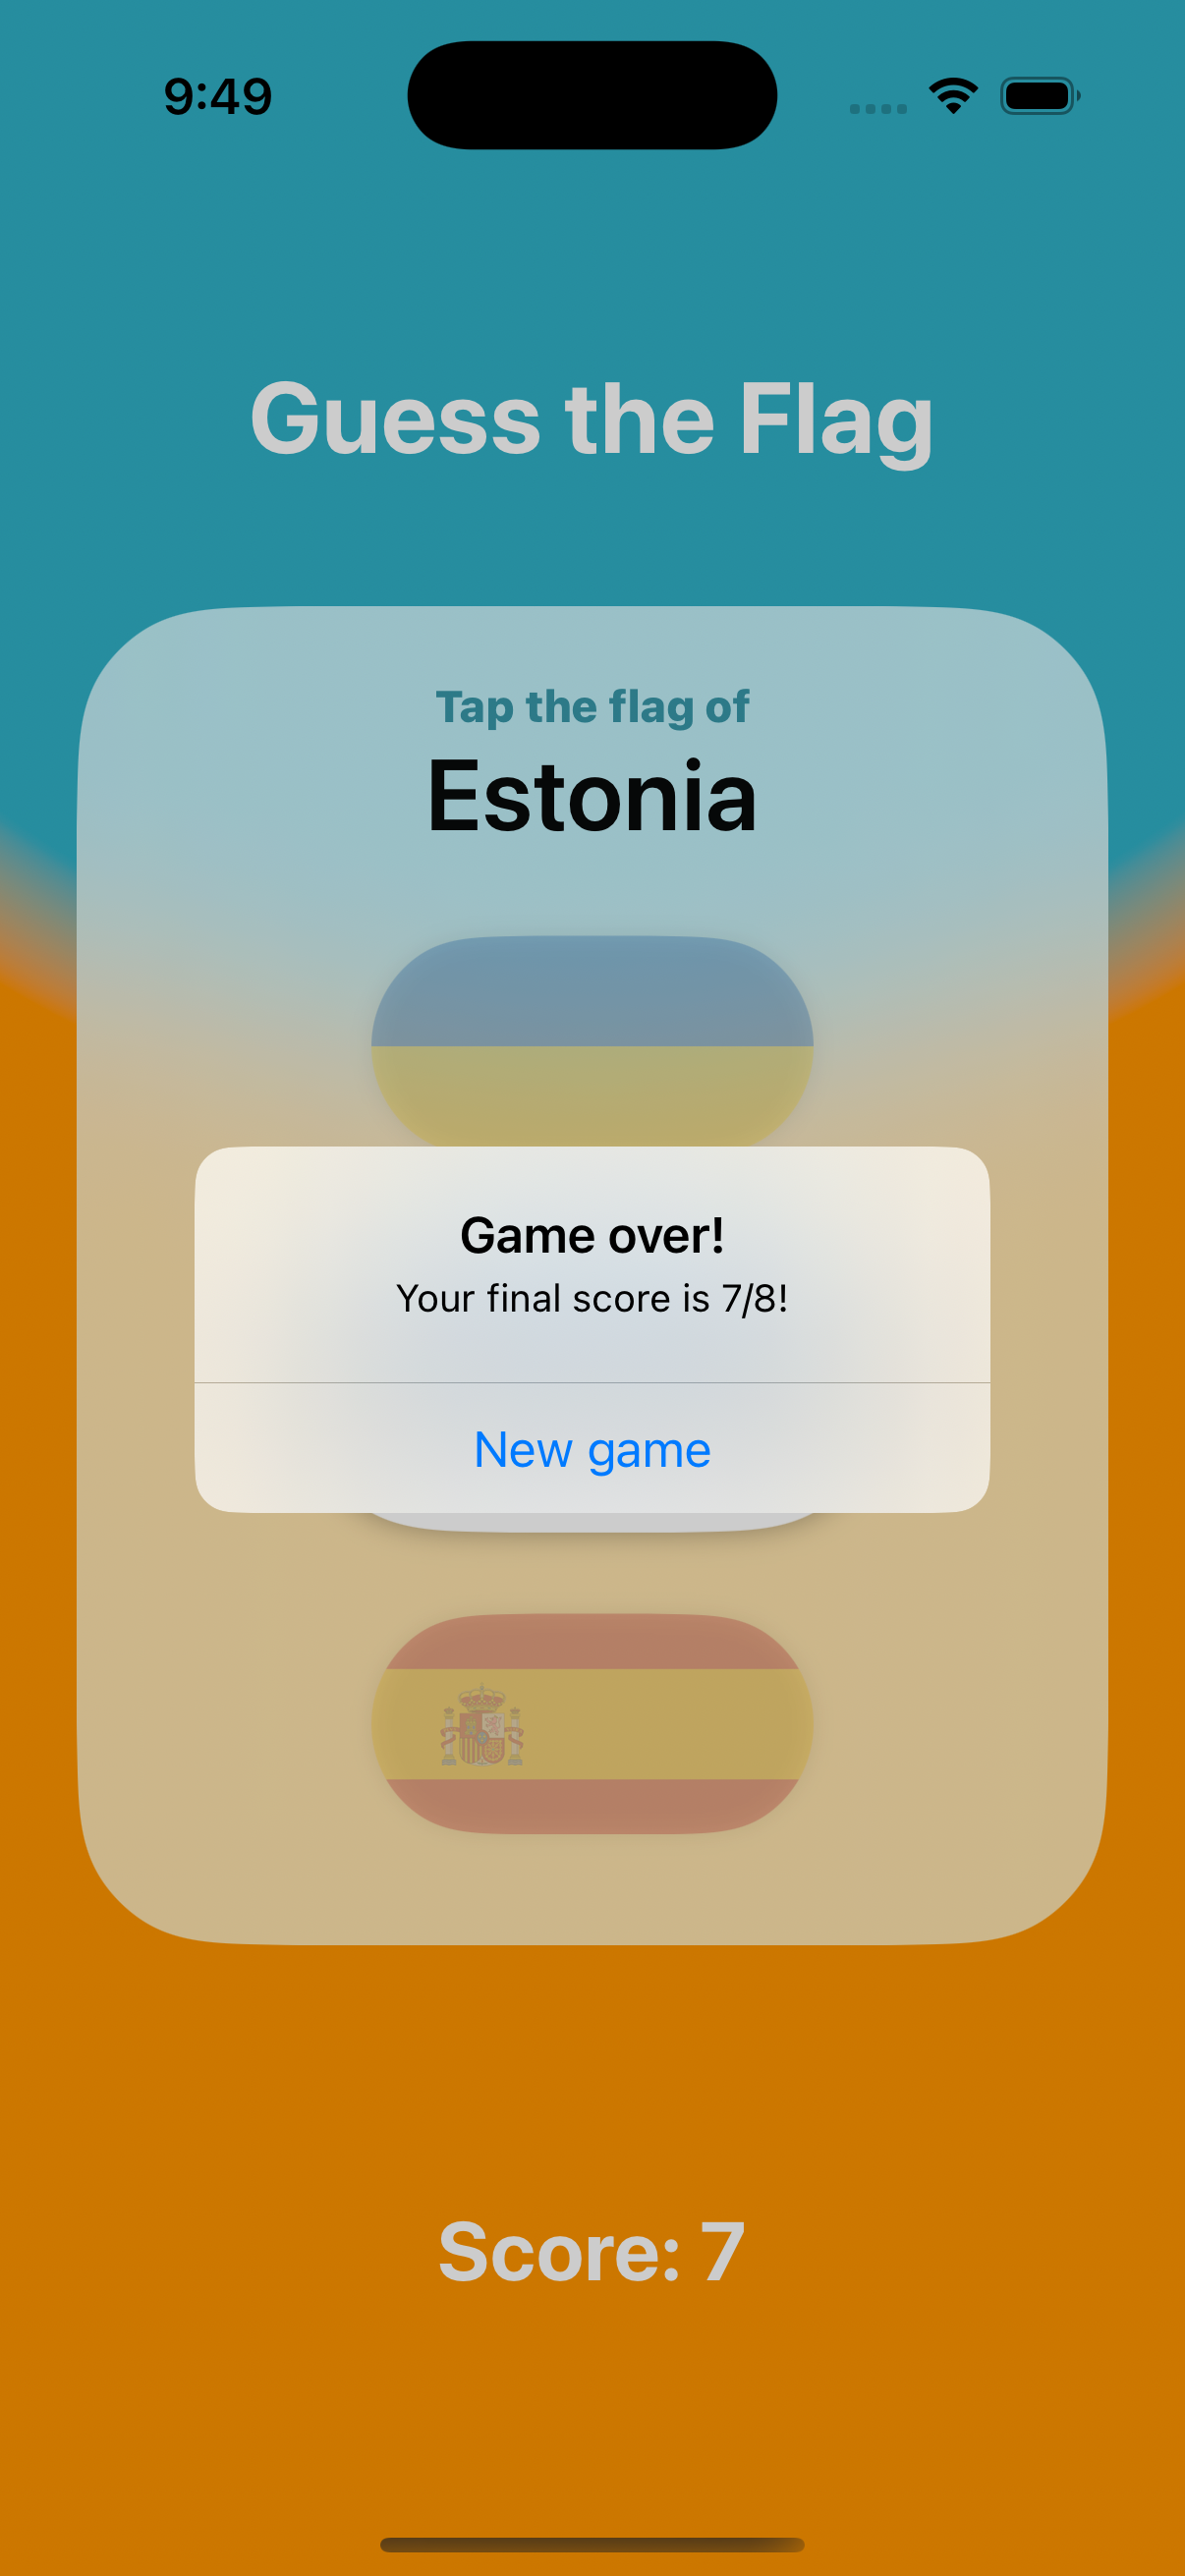 9:49
Guess the Flag
Tap the flag of
Estonia
Game over!
Your final score is 7/8!
New game
Score: 7